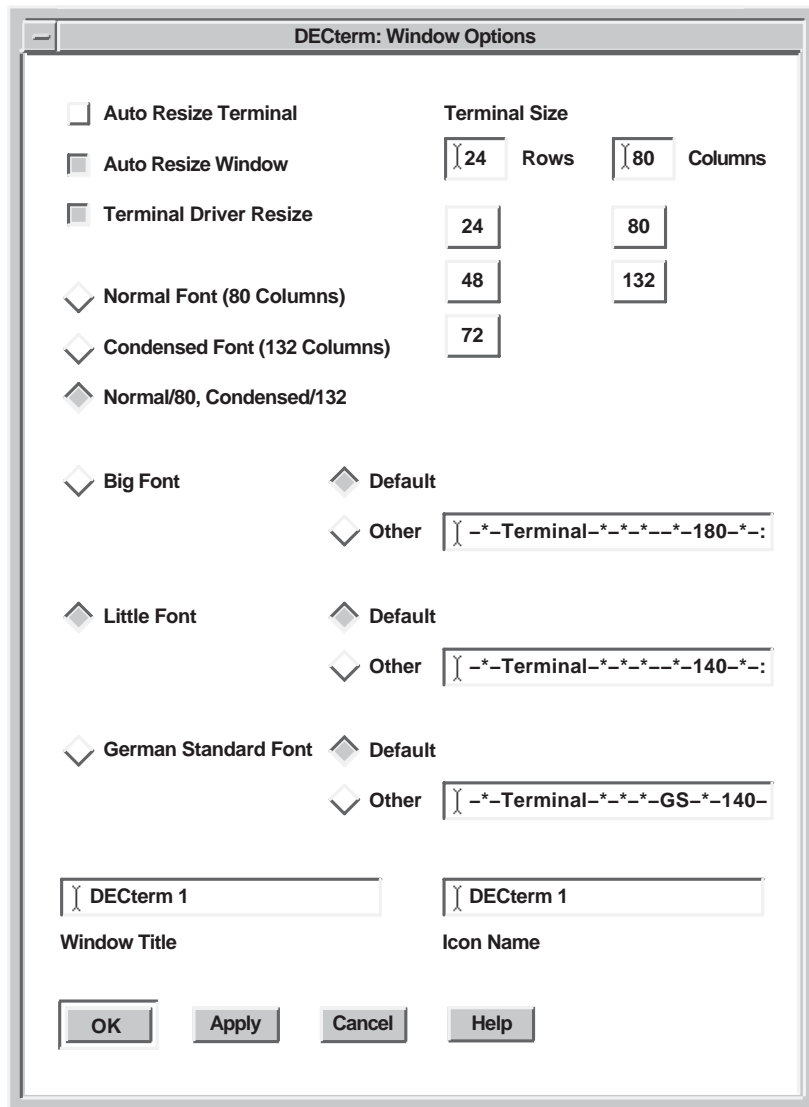 DECterm: Window Options
Auto Resize Terminal
Terminal Size
Auto Resize Window
24 Rows 80 Columns
Terminal Driver Resize
24 80
48 132
Normal Font (80 Columns)
72
Condensed Font (132 Columns)
Normal/80, Condensed/132
Big Font Default
Other –*–Terminal–*–*–*––*–180–*–:
Little Font Default
Other –*–Terminal–*–*–*––*–140–*–:
German Standard Font Default
Other –*–Terminal–*–*–*–GS–*–140–
DECterm 1 DECterm 1
Window Title Icon Name
OK Apply Cancel Help